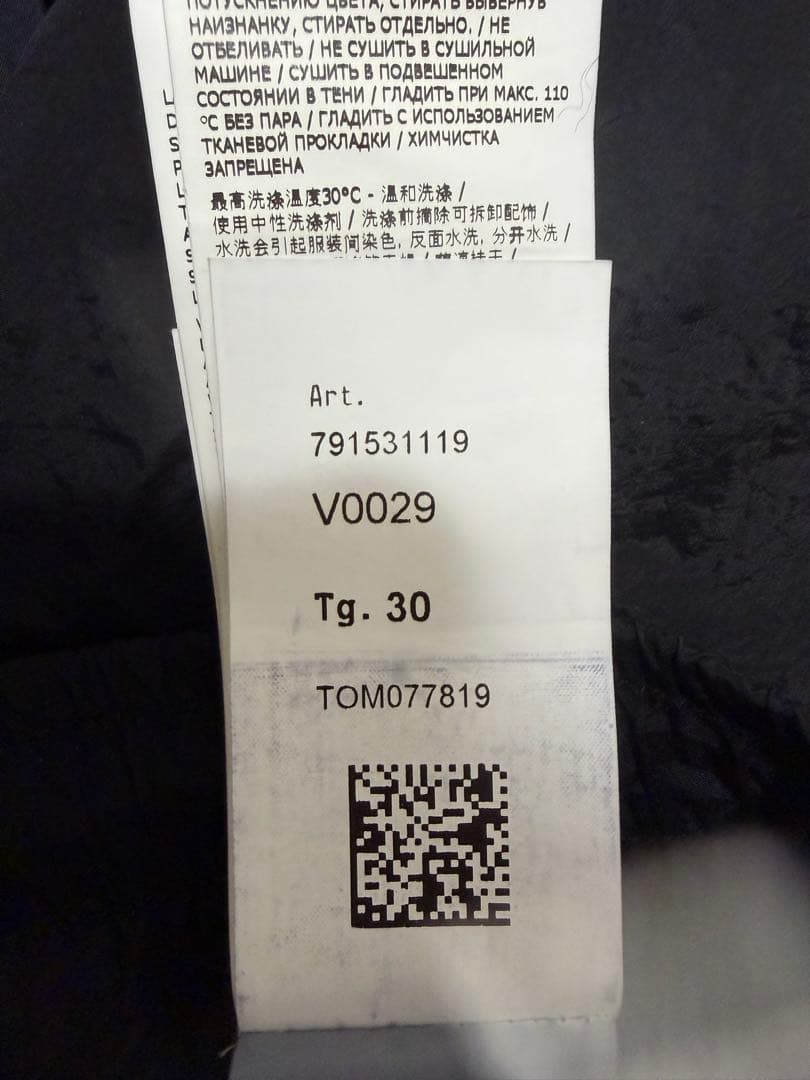 ПОТУСКНЕНИЮ ЦВЕТА, СТИРАТЬ ВЫВЕРНУВ
НАИЗНАНКУ, СТИРАТЬ ОТДЕЛЬНО. / НЕ
ОТБЕЛИВАТЬ / НЕ СУШИТЬ В СУШИЛЬНОЙ
МАШИНЕ / СУШИТЬ В ПОДВЕШЕННОМ
СОСТОЯНИИ В ТЕНИ / ГЛАДИТЬ ПРИ МАКС. 110
°C БЕЗ ПАРА / ГЛАДИТЬ С ИСПОЛЬЗОВАНИЕМ
ТКАНЕВОЙ ПРОКЛАДКИ / ХИМЧИСТКА
ЗАПРЕЩЕНА
最高洗涤温度30°C - 温和洗涤 /
使用中性洗涤剂 / 洗涤前摘除可拆卸配饰 /
水洗会引起服装间染色, 反面水洗, 分开水洗 /
Art.
791531119
V0029
Tg. 30
TOM077819